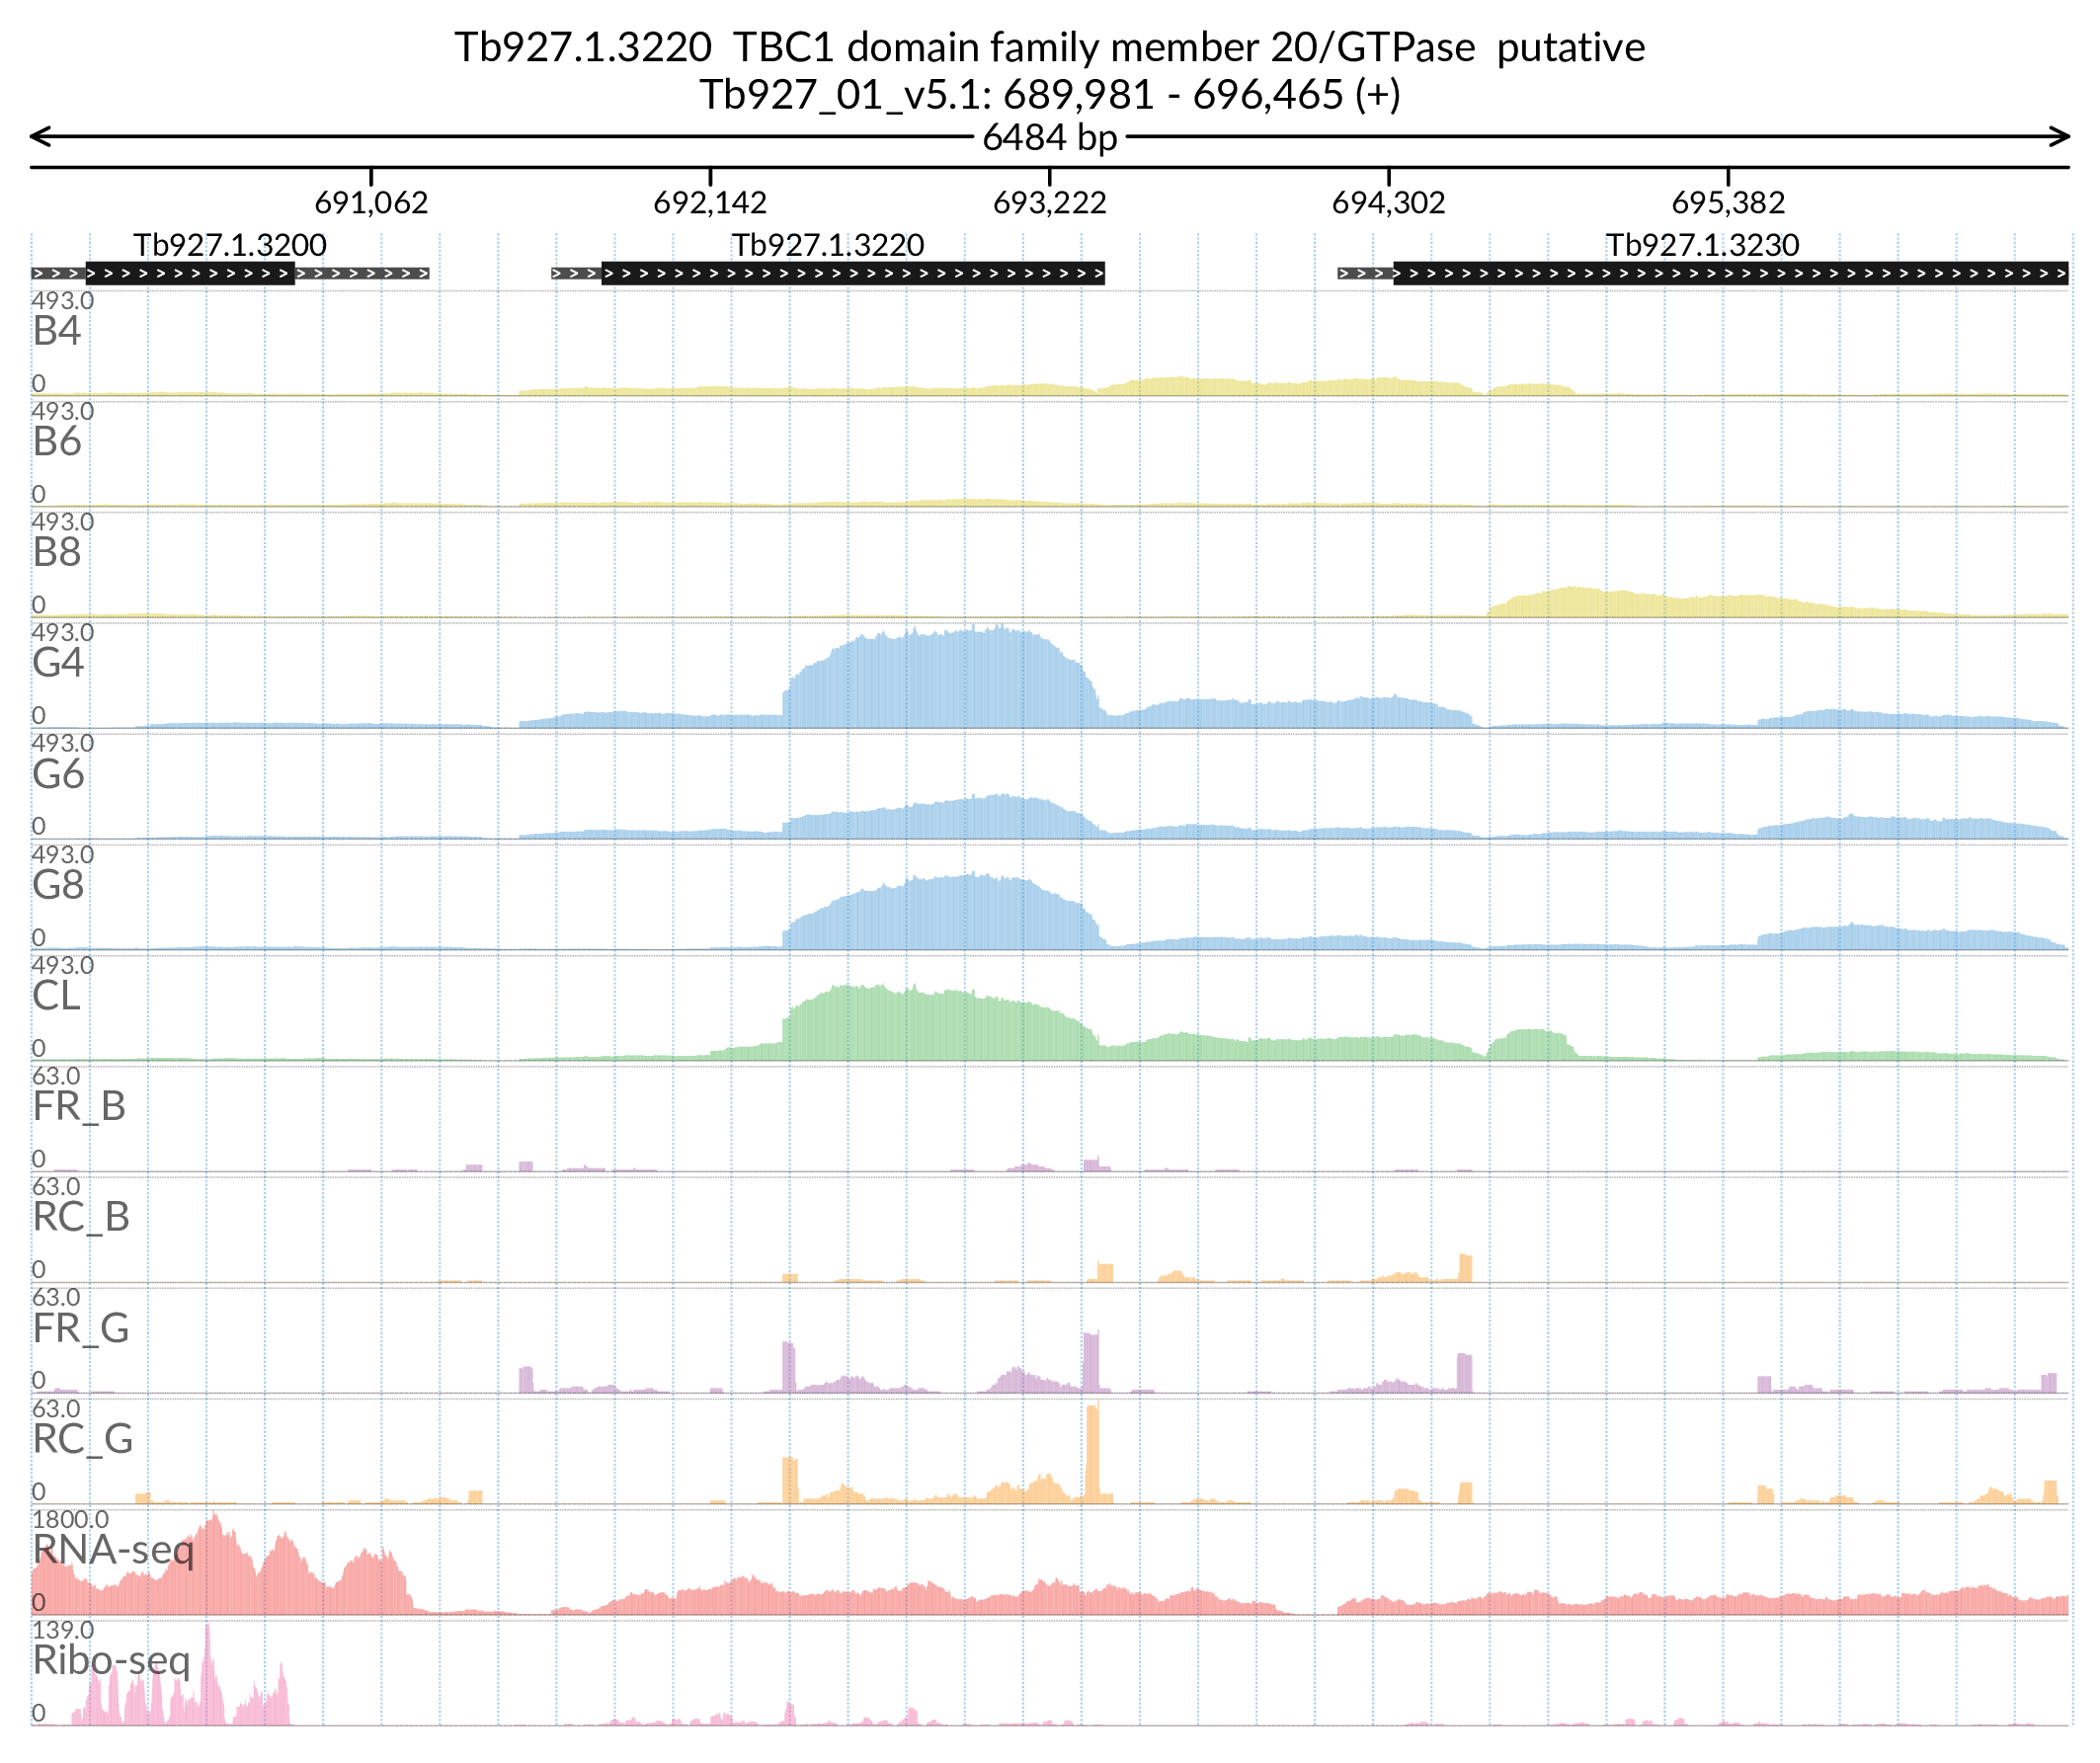 Tb927.1.3220  TBC1 domain family member 20/GTPase  putative
Tb927_01_v5.1: 689,981 - 696,465 (+)
6484 bp
691,062 692,142 693,222 694,302 695,382
Tb927.1.3200 Tb927.1.3220 Tb927.1.3230
493.0
B4
0
493.0
B6
0
493.0
B8
0
493.0
G4
0
493.0
G6
0
493.0
G8
0
493.0
CL
0
63.0
FR_B
0
63.0
RC_B
0
63.0
FR_G
0
63.0
RC_G
0
1800.0
RNA-seq
0
139.0
Ribo-seq
0